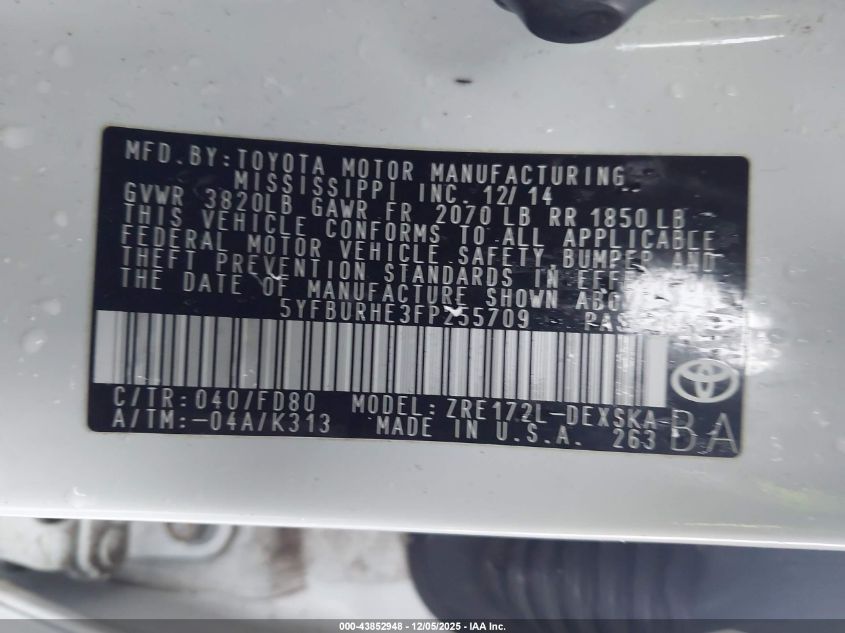 MFD.BY:TOYOTA MOTOR MANUFACTURING
MISSISSIPPI INC. 12/14
GVWR 3820LB GAWR FR 2070 LB RR 1850 LB
THIS VEHICLE CONFORMS TO ALL APPLICABLE
FEDERAL MOTOR VEHICLE SAFETY BUMPER AND
THEFT PREVENTION STANDARDS IN
THE DATE OF MANUFACTURE SHOWN
5YFBURHE3FP255709
C/TR:040/FD80 MODEL:ZRE172L-DEXSKA
A/TM:-04A/K313 MADE IN U.S.A. 263 BA
000-43852948 - 12/05/2025 - IAA Inc.